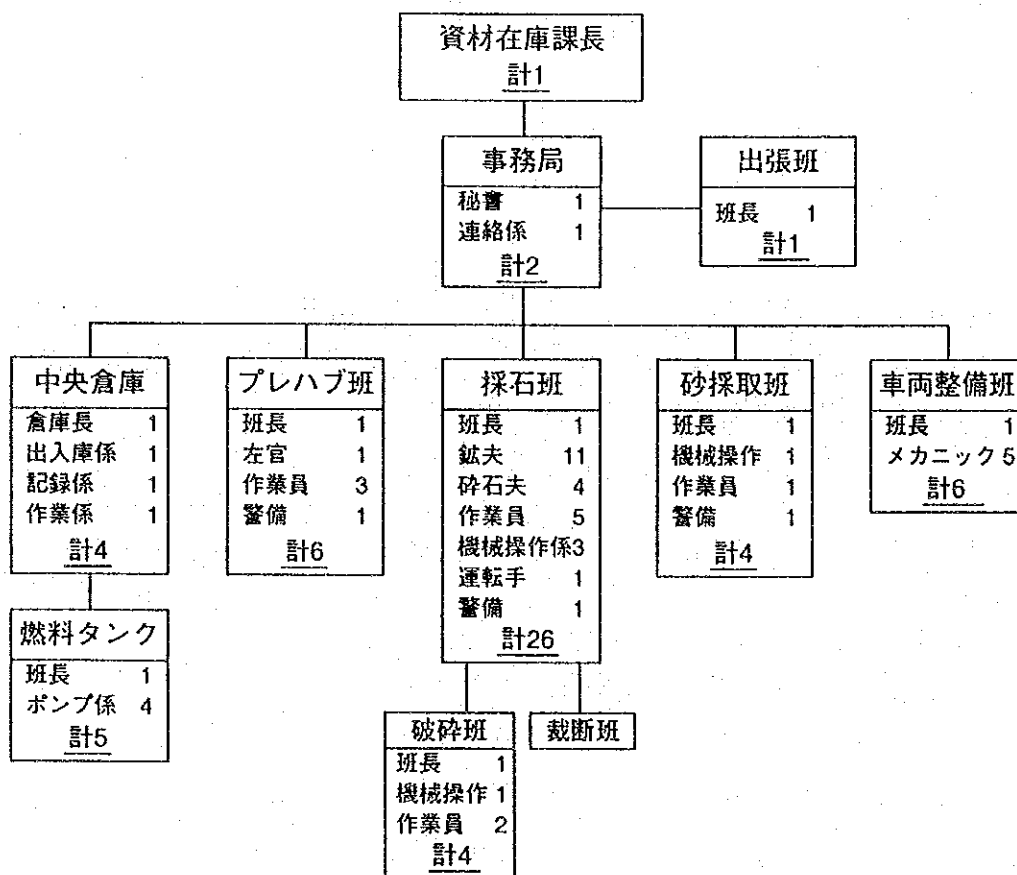 資材在庫課長
計1
事務局
秘書 1
連絡係 1
計2
出張班
班長 1
計1
中央倉庫
倉庫長 1
出入庫係 1
記録係 1
作業係 1
計4
プレハブ班
班長 1
左官 1
作業員 3
警備 1
計6
採石班
班長 1
鉱夫 11
砕石夫 4
作業員 5
機械操作係3
運転手 1
警備 1
計26
砂採取班
班長 1
機械操作 1
作業員 1
警備 1
計4
車両整備班
班長 1
メカニック 5
計6
燃料タンク
班長 1
ポンプ係 4
計5
破砕班
班長 1
機械操作 1
作業員 2
計4
裁断班